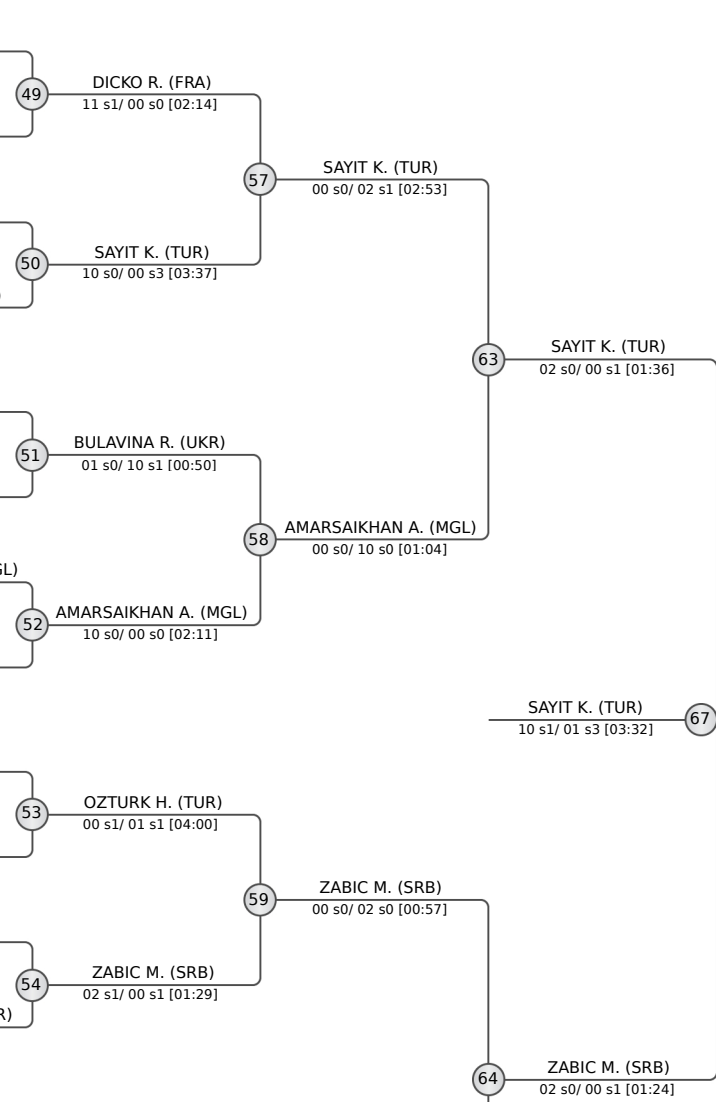 49
DICKO R. (FRA)
11 s1/ 00 s0 [02:14]
57
SAYIT K. (TUR)
00 s0/ 02 s1 [02:53]
50
SAYIT K. (TUR)
10 s0/ 00 s3 [03:37]
)
63
SAYIT K. (TUR)
02 s0/ 00 s1 [01:36]
51
BULAVINA R. (UKR)
01 s0/ 10 s1 [00:50]
58
AMARSAIKHAN A. (MGL)
00 s0/ 10 s0 [01:04]
GL)
52
AMARSAIKHAN A. (MGL)
10 s0/ 00 s0 [02:11]
SAYIT K. (TUR)
10 s1/ 01 s3 [03:32]
67
53
OZTURK H. (TUR)
00 s1/ 01 s1 [04:00]
59
ZABIC M. (SRB)
00 s0/ 02 s0 [00:57]
54
ZABIC M. (SRB)
02 s1/ 00 s1 [01:29]
R)
64
ZABIC M. (SRB)
02 s0/ 00 s1 [01:24]